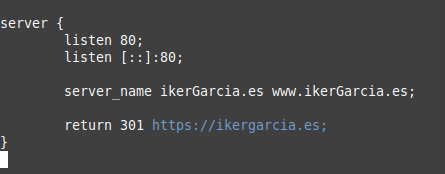 server {
listen 80;
listen [::]:80;
server_name ikerGarcia.es www.ikerGarcia.es;
return 301 https://ikergarcia.es;
}